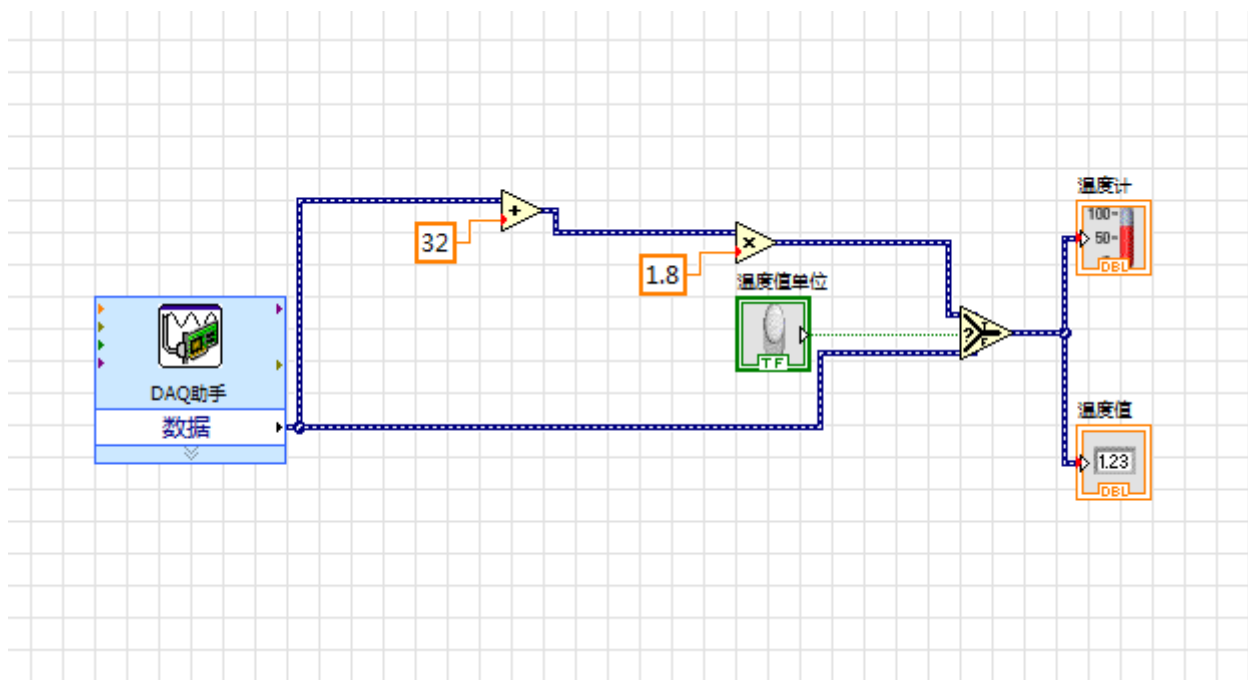 温度计
100-
50-
DBL
+
32
×
1.8
温度值单位
TF
?
T
F
DAQ助手
数据
温度值
1.23
DBL